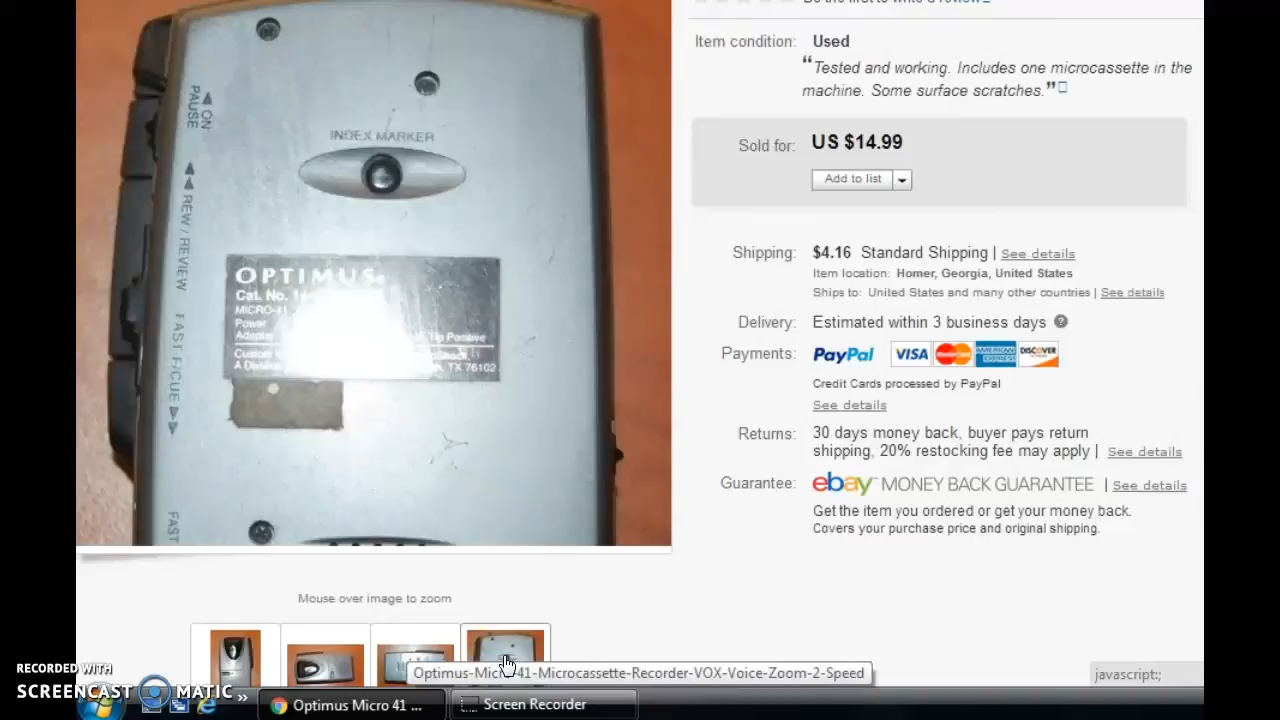 Item condition: Used
“Tested and working. Includes one microcassette in the
machine. Some surface scratches.”
Sold for: US $14.99
Add to list
Shipping: $4.16 Standard Shipping | See details
Item location: Homer, Georgia, United States
Ships to: United States and many other countries | See details
Delivery: Estimated within 3 business days ?
Payments: PayPal VISA MasterCard AMERICAN EXPRESS DISCOVER
Credit Cards processed by PayPal
See details
Returns: 30 days money back, buyer pays return
shipping, 20% restocking fee may apply | See details
Guarantee: ebay MONEY BACK GUARANTEE | See details
Get the item you ordered or get your money back.
Covers your purchase price and original shipping.
ON
PAUSE
INDEX MARKER
REW / REVIEW
FAST F/CUE
FAST
OPTIMUS
Cat. No.
MICRO-41
Power
Tip Positive
Custom
TX 76102
Mouse over image to zoom
Optimus-Micro-41-Microcassette-Recorder-VOX-Voice-Zoom-2-Speed
javascript:;
RECORDED WITH
SCREENCAST MATIC
Optimus Micro 41 ...
Screen Recorder